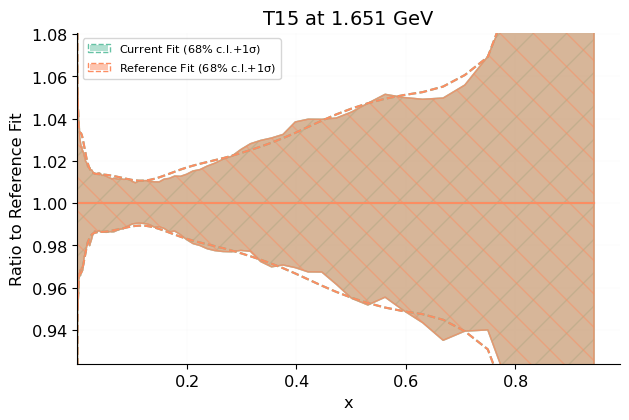 T15 at 1.651 GeV
Current Fit (68% c.l.+1σ)
Reference Fit (68% c.l.+1σ)
Ratio to Reference Fit
1.08
1.06
1.04
1.02
1.00
0.98
0.96
0.94
0.2
0.4
0.6
0.8
x